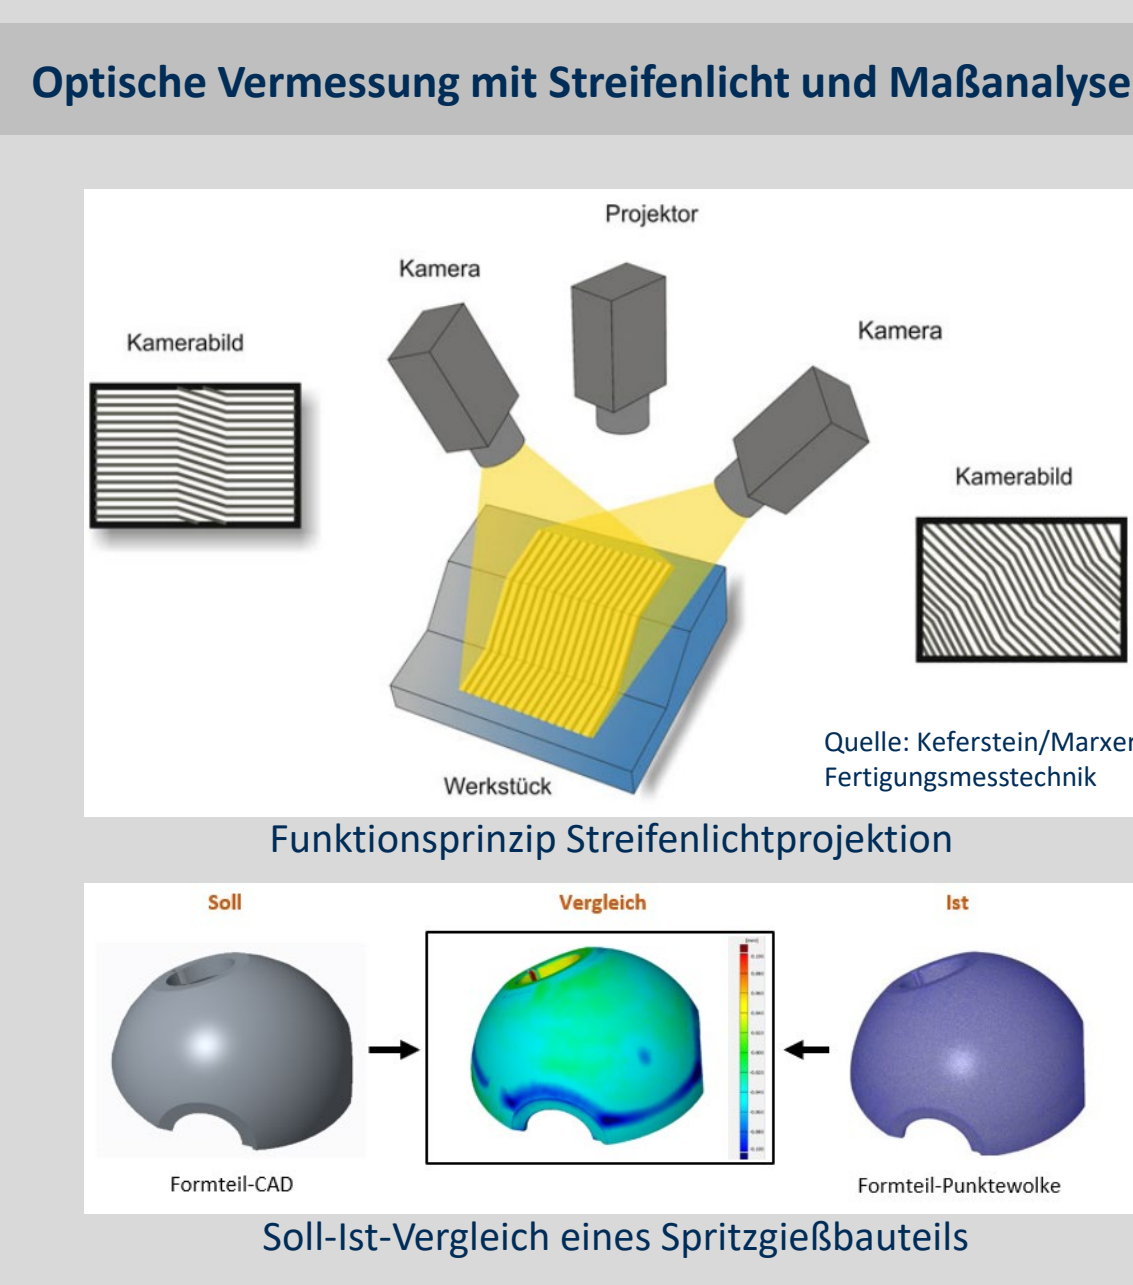 Optische Vermessung mit Streifenlicht und Maßanalyse
Projektor
Kamera
Kamera
Kamerabild
Kamerabild
Werkstück
Quelle: Keferstein/Marxer
Fertigungsmesstechnik
Funktionsprinzip Streifenlichtprojektion
Soll
Vergleich
Ist
[mm]
Formteil-CAD
Formteil-Punktewolke
Soll-Ist-Vergleich eines Spritzgießbauteils